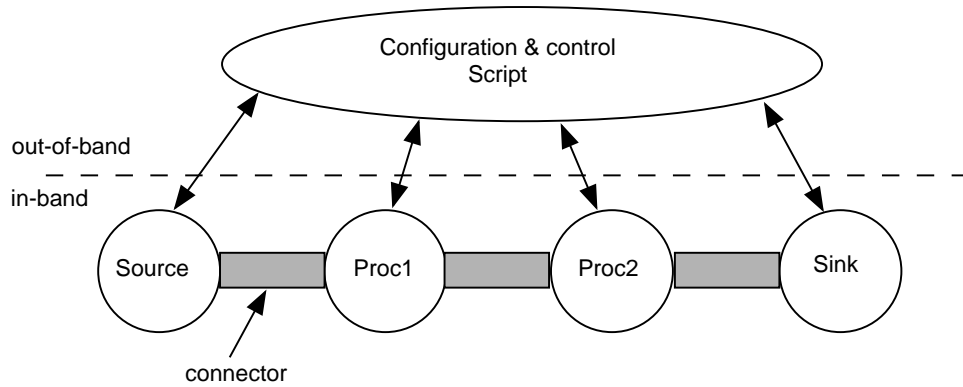 Configuration & control
Script
out-of-band
in-band
Source
Proc1
Proc2
Sink
connector